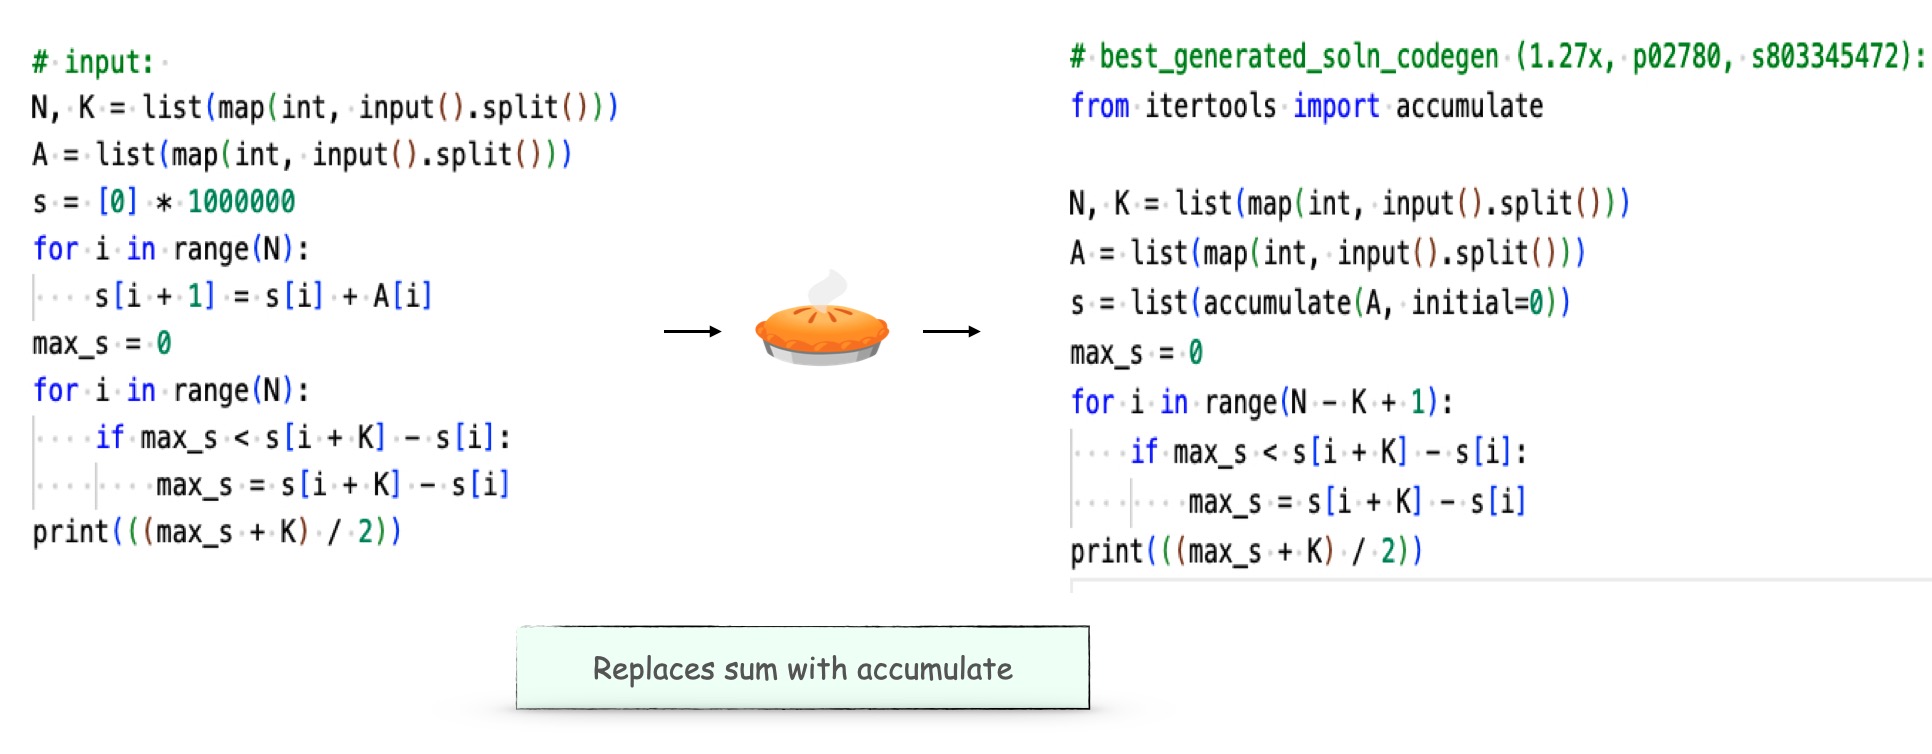 # input:
N, K = list(map(int, input().split()))
A = list(map(int, input().split()))
s = [0] * 1000000
for i in range(N):
    s[i + 1] = s[i] + A[i]
max_s = 0
for i in range(N):
    if max_s < s[i + K] - s[i]:
        max_s = s[i + K] - s[i]
print(((max_s + K) / 2))
# best_generated_soln_codegen (1.27x, p02780, s803345472):
from itertools import accumulate

N, K = list(map(int, input().split()))
A = list(map(int, input().split()))
s = list(accumulate(A, initial=0))
max_s = 0
for i in range(N - K + 1):
    if max_s < s[i + K] - s[i]:
        max_s = s[i + K] - s[i]
print(((max_s + K) / 2))
Replaces sum with accumulate